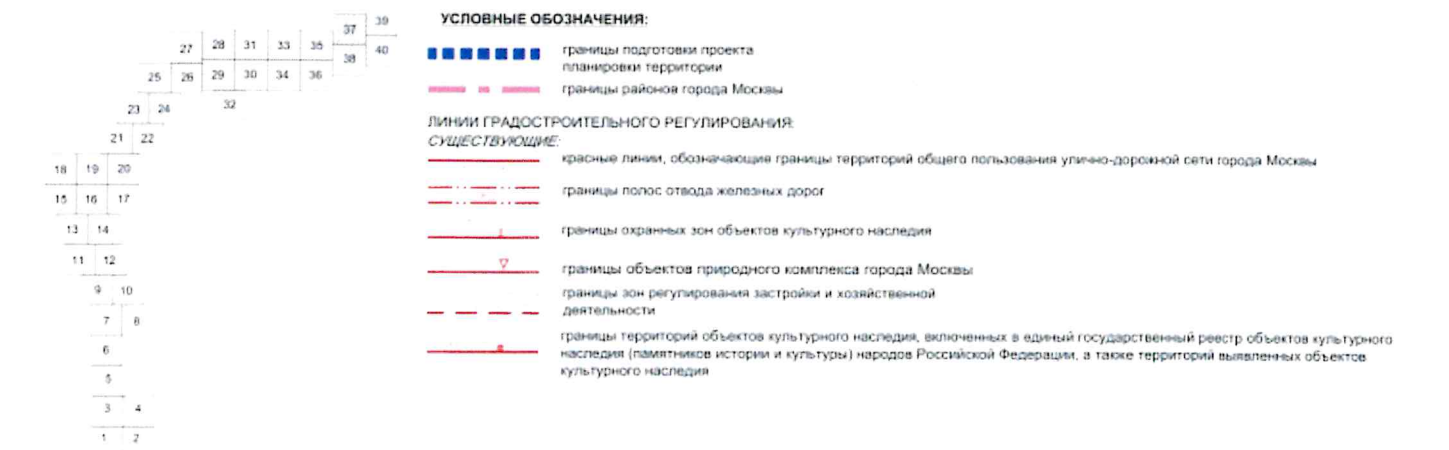 39
37
40
38
27 28 31 33 35
25 26 29 30 34 36
23 24 32
21 22
18 19 20
15 16 17
13 14
11 12
9 10
7 8
6
5
3 4
1 2
УСЛОВНЫЕ ОБОЗНАЧЕНИЯ:
границы подготовки проекта
планировки территории
границы районов города Москвы
ЛИНИИ ГРАДОСТРОИТЕЛЬНОГО РЕГУЛИРОВАНИЯ:
СУЩЕСТВУЮЩИЕ:
красные линии, обозначающие границы территорий общего пользования улично-дорожной сети города Москвы
границы полос отвода железных дорог
границы охранных зон объектов культурного наследия
границы объектов природного комплекса города Москвы
границы зон регулирования застройки и хозяйственной
деятельности
границы территорий объектов культурного наследия, включенных в единый государственный реестр объектов культурного
наследия (памятников истории и культуры) народов Российской Федерации, а также территорий выявленных объектов
культурного наследия